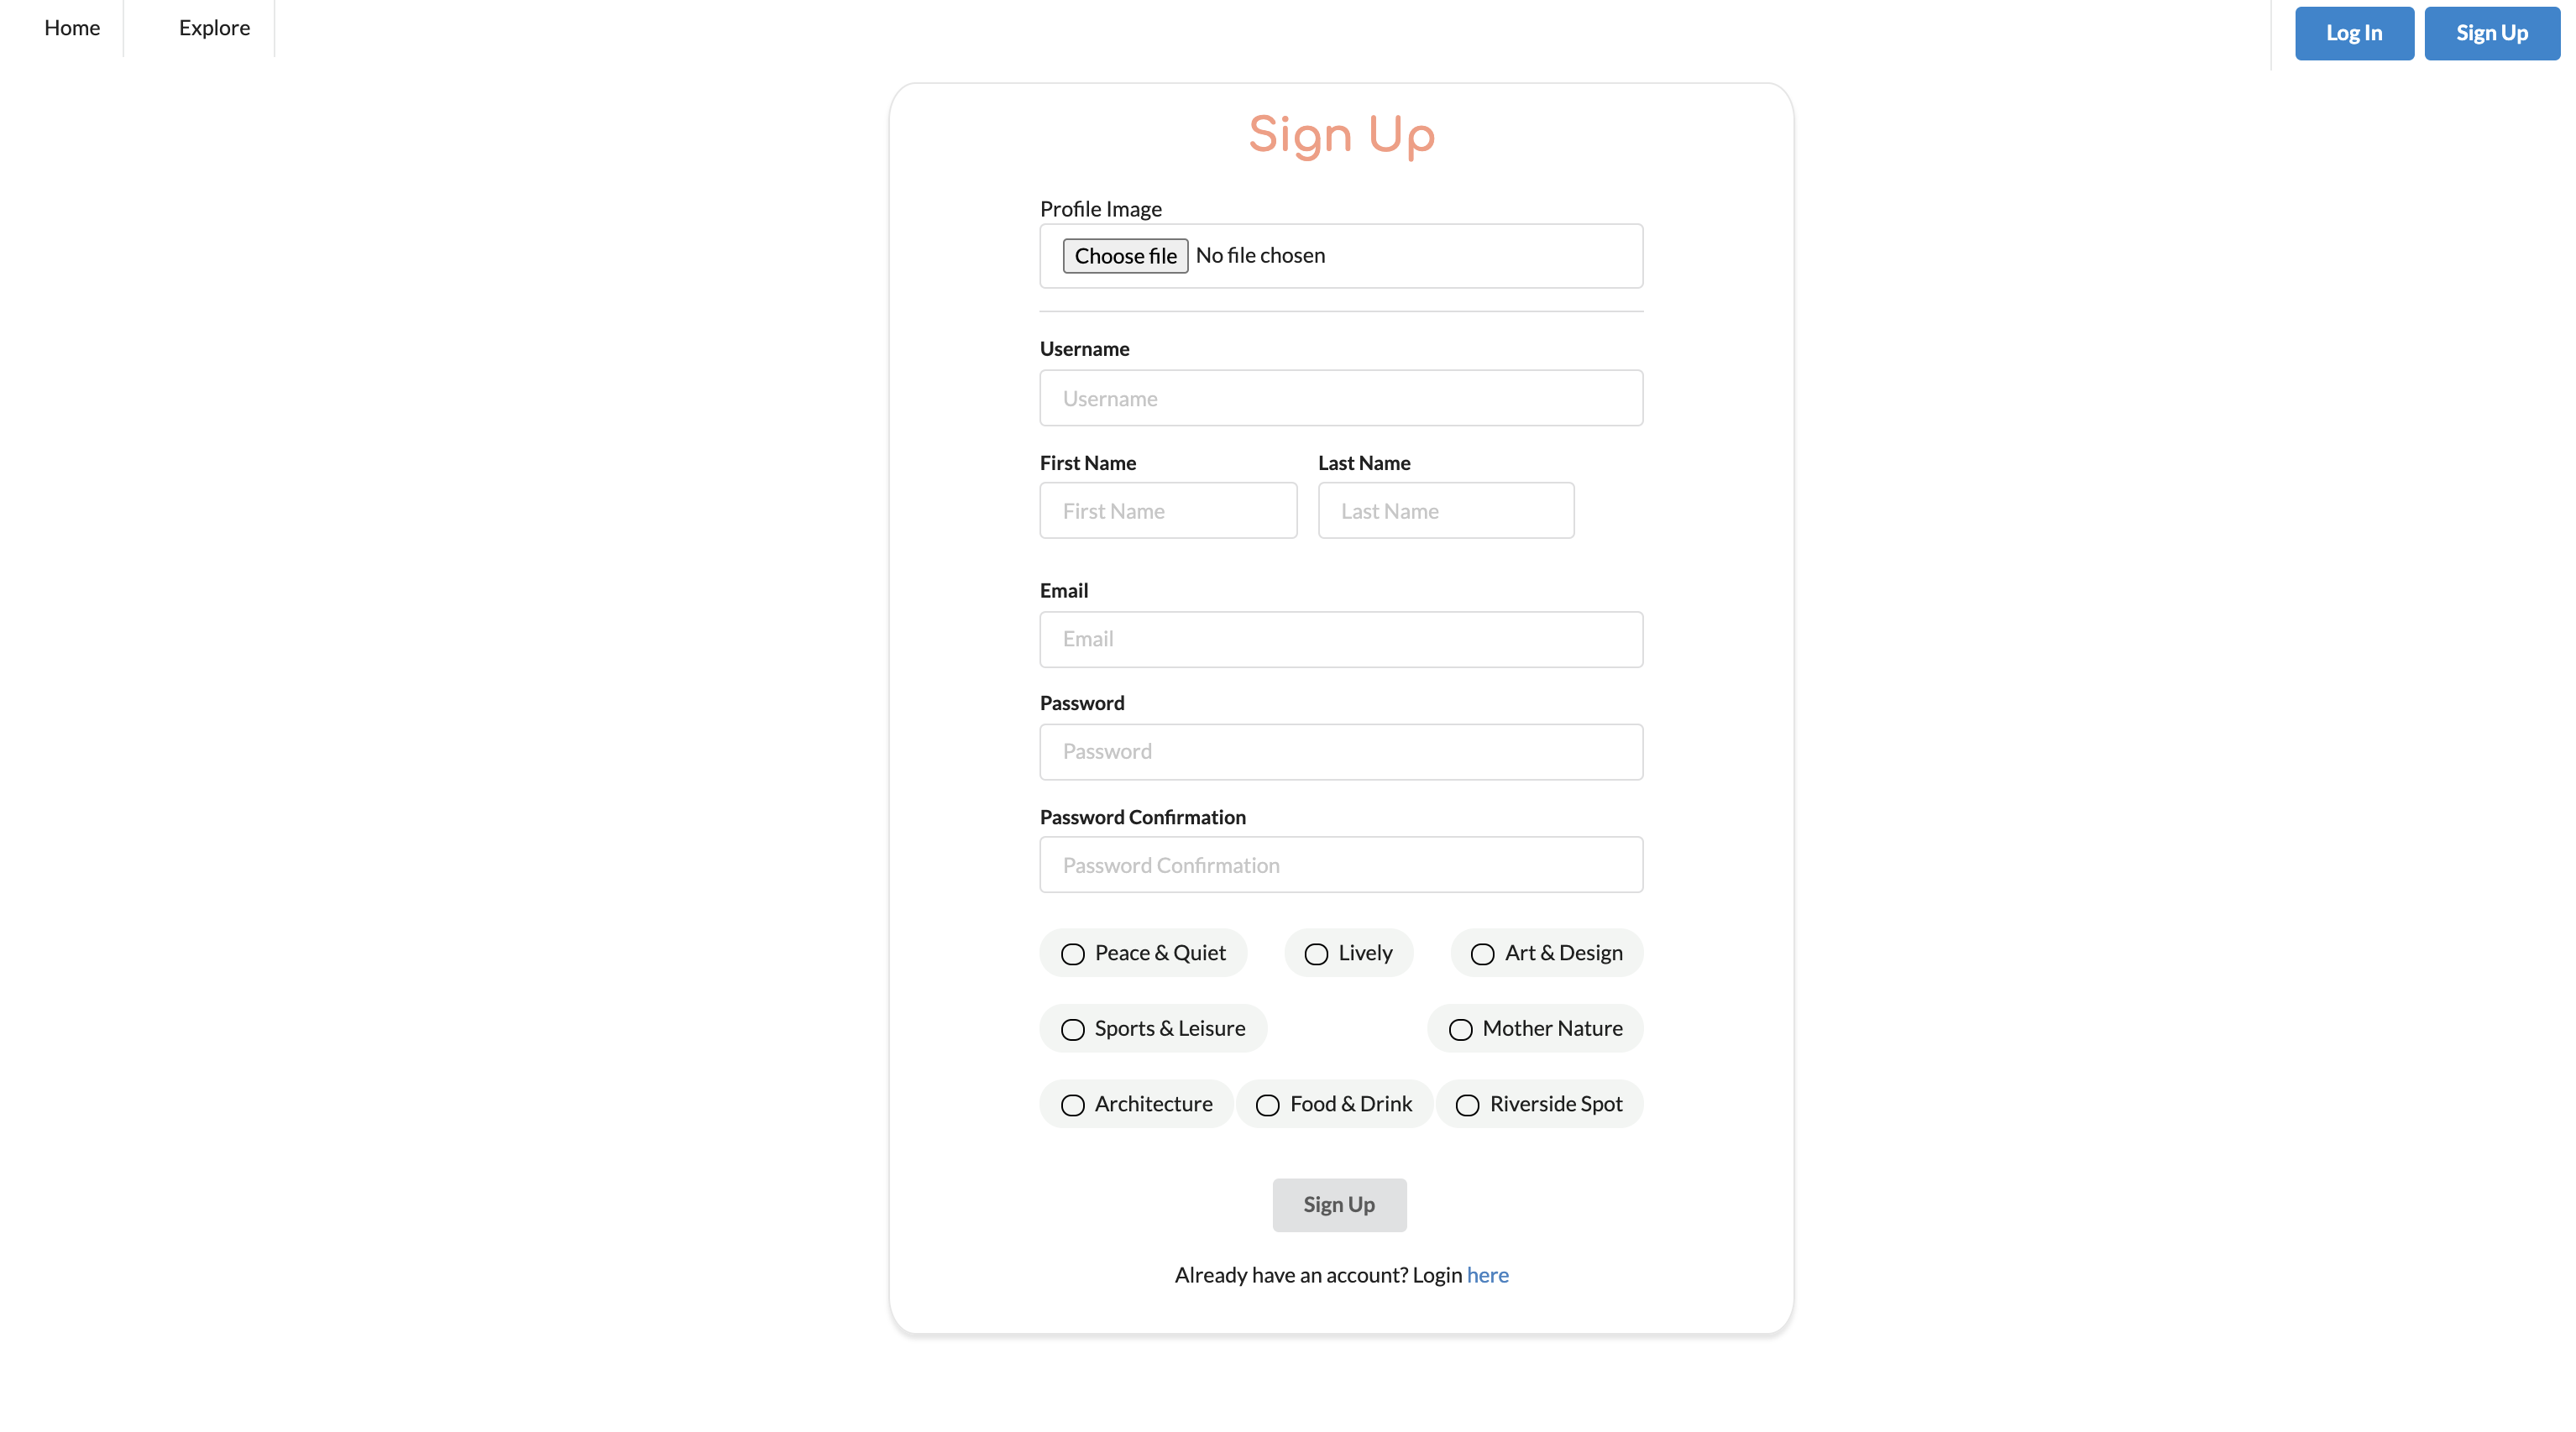 Home Explore Log In Sign Up
Sign Up
Profile Image
Choose file No file chosen
Username
Username
First Name Last Name
First Name Last Name
Email
Email
Password
Password
Password Confirmation
Password Confirmation
Peace & Quiet Lively Art & Design
Sports & Leisure Mother Nature
Architecture Food & Drink Riverside Spot
Sign Up
Already have an account? Login here